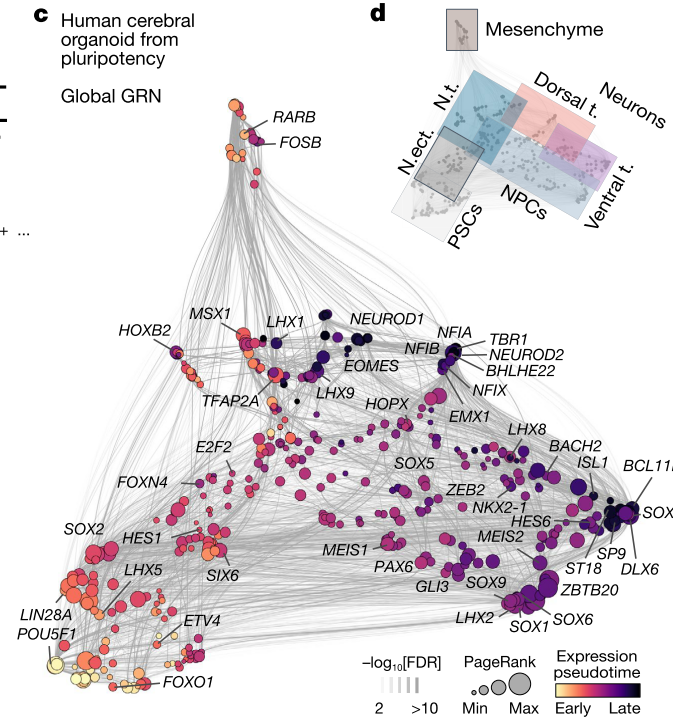 c
Human cerebral
organoid from
pluripotency
Global GRN
RARB
FOSB
d
Mesenchyme
N.t.
Dorsal t.
Neurons
N.ect.
Ventral t.
NPCs
PSCs
+ ...
MSX1
LHX1
NEUROD1
HOXB2
NFIA
TBR1
NFIB
NEUROD2
BHLHE22
EOMES
NFIX
LHX9
TFAP2A
HOPX
EMX1
LHX8
E2F2
BACH2
ISL1
SOX5
BCL11
FOXN4
ZEB2
NKX2-1
SOX
SOX2
HES6
HES1
MEIS2
MEIS1
SP9
SIX6
LHX5
PAX6
ST18
DLX6
GLI3
SOX9
ZBTB20
LIN28A
ETV4
LHX2
SOX6
POU5F1
SOX1
FOXO1
–log10[FDR]
2 >10
PageRank
Min Max
Expression
pseudotime
Early Late